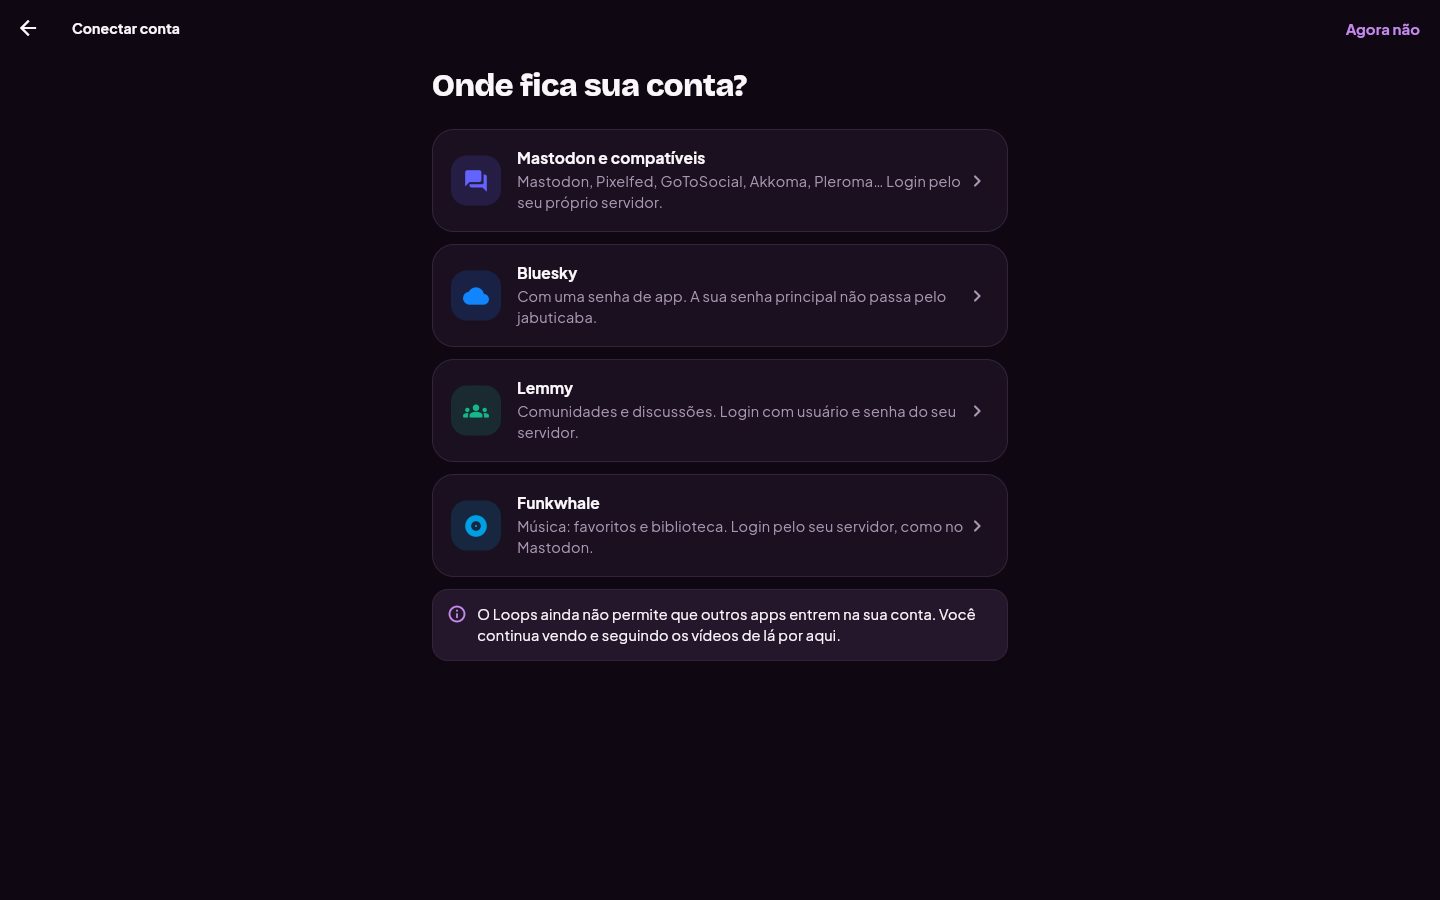 Conectar conta
Agora não
Onde fica sua conta?
Mastodon e compatíveis
Mastodon, Pixelfed, GoToSocial, Akkoma, Pleroma... Login pelo
seu próprio servidor.
Bluesky
Com uma senha de app. A sua senha principal não passa pelo
jabuticaba.
Lemmy
Comunidades e discussões. Login com usuário e senha do seu
servidor.
Funkwhale
Música: favoritos e biblioteca. Login pelo seu servidor, como no
Mastodon.
O Loops ainda não permite que outros apps entrem na sua conta. Você
continua vendo e seguindo os vídeos de lá por aqui.